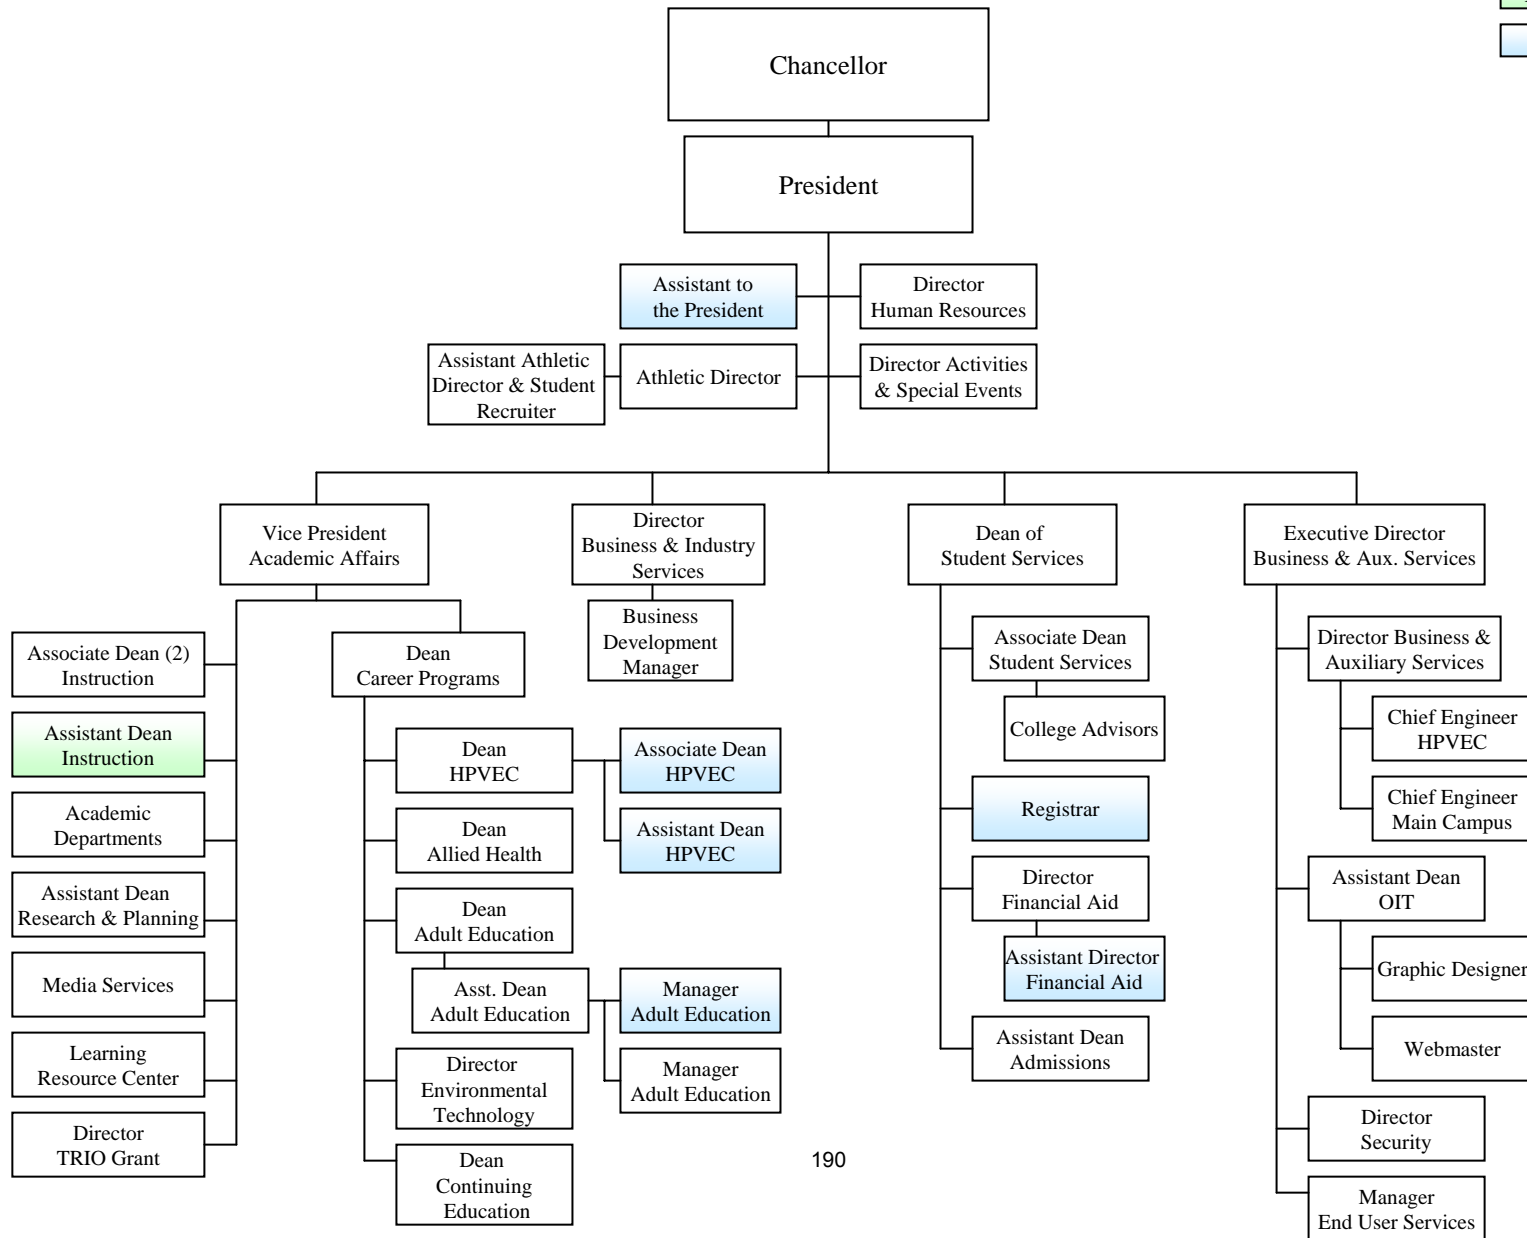 Chancellor
President
Assistant to
the President
Director
Human Resources
Assistant Athletic
Director & Student
Recruiter
Athletic Director
Director Activities
& Special Events
Vice President
Academic Affairs
Director
Business & Industry
Services
Dean of
Student Services
Executive Director
Business & Aux. Services
Associate Dean (2)
Instruction
Assistant Dean
Instruction
Academic
Departments
Assistant Dean
Research & Planning
Media Services
Learning
Resource Center
Director
TRIO Grant
Dean
Career Programs
Dean
HPVEC
Associate Dean
HPVEC
Assistant Dean
HPVEC
Dean
Allied Health
Dean
Adult Education
Asst. Dean
Adult Education
Manager
Adult Education
Manager
Adult Education
Director
Environmental
Technology
Dean
Continuing
Education
Business
Development
Manager
Associate Dean
Student Services
College Advisors
Registrar
Director
Financial Aid
Assistant Director
Financial Aid
Assistant Dean
Admissions
Director Business &
Auxiliary Services
Chief Engineer
HPVEC
Chief Engineer
Main Campus
Assistant Dean
OIT
Graphic Designer
Webmaster
Director
Security
Manager
End User Services
190